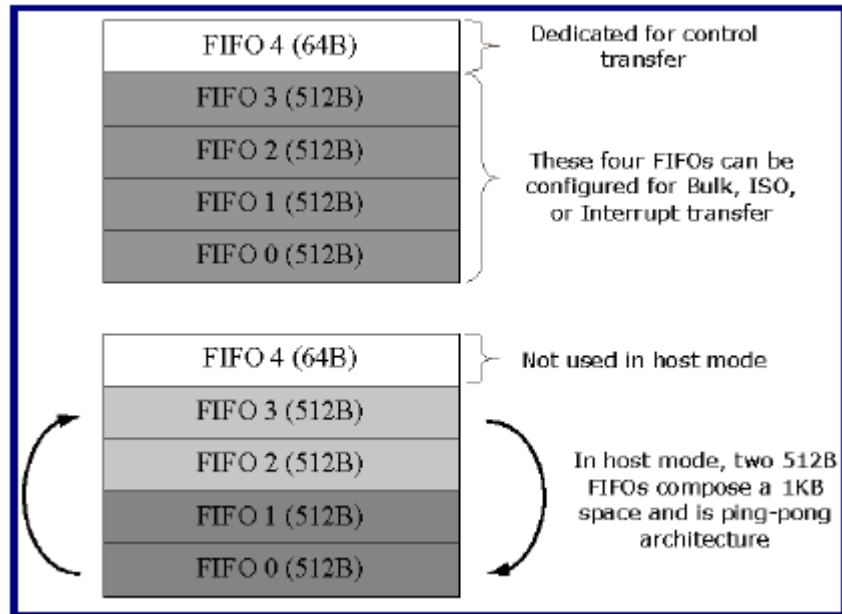 FIFO 4 (64B)
Dedicated for control
transfer
FIFO 3 (512B)
FIFO 2 (512B)
FIFO 1 (512B)
FIFO 0 (512B)
These four FIFOs can be
configured for Bulk, ISO,
or Interrupt transfer
FIFO 4 (64B)
Not used in host mode
FIFO 3 (512B)
FIFO 2 (512B)
FIFO 1 (512B)
FIFO 0 (512B)
In host mode, two 512B
FIFOs compose a 1KB
space and is ping-pong
architecture